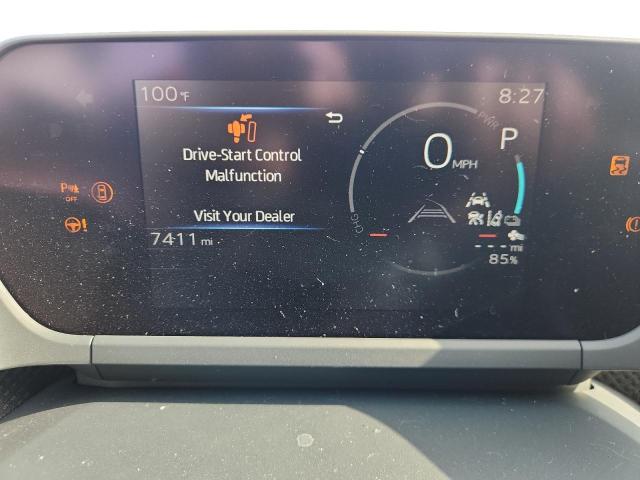 100°F
8:27
PWR
P
0 MPH
Drive-Start Control
Malfunction
P OFF
CHG
Visit Your Dealer
7411 mi
- - - mi
85%